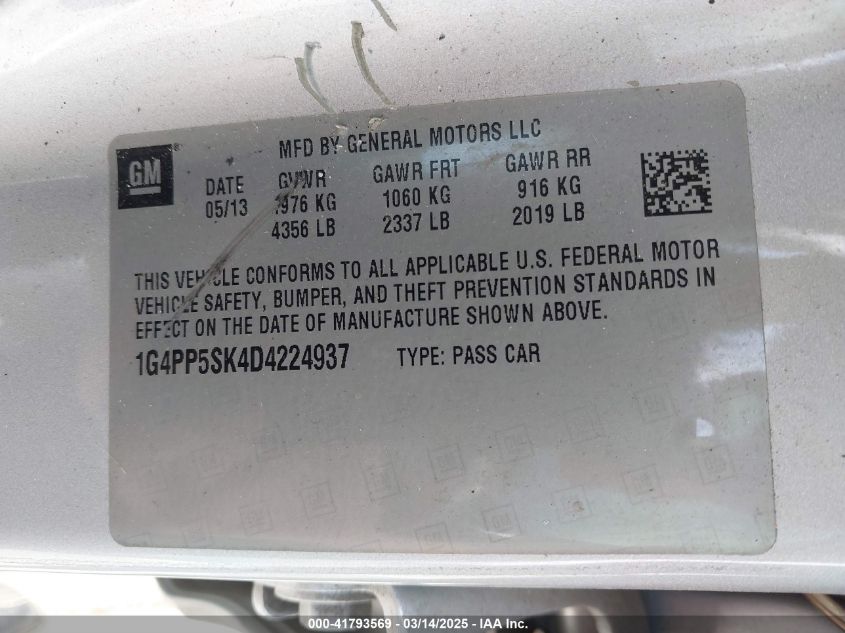 MFD BY GENERAL MOTORS LLC
GM ®
DATE GVWR GAWR FRT GAWR RR
05/13 1976 KG 1060 KG 916 KG
4356 LB 2337 LB 2019 LB
THIS VEHICLE CONFORMS TO ALL APPLICABLE U.S. FEDERAL MOTOR
VEHICLE SAFETY, BUMPER, AND THEFT PREVENTION STANDARDS IN
EFFECT ON THE DATE OF MANUFACTURE SHOWN ABOVE.
1G4PP5SK4D4224937 TYPE: PASS CAR
000-41793569 - 03/14/2025 - IAA Inc.